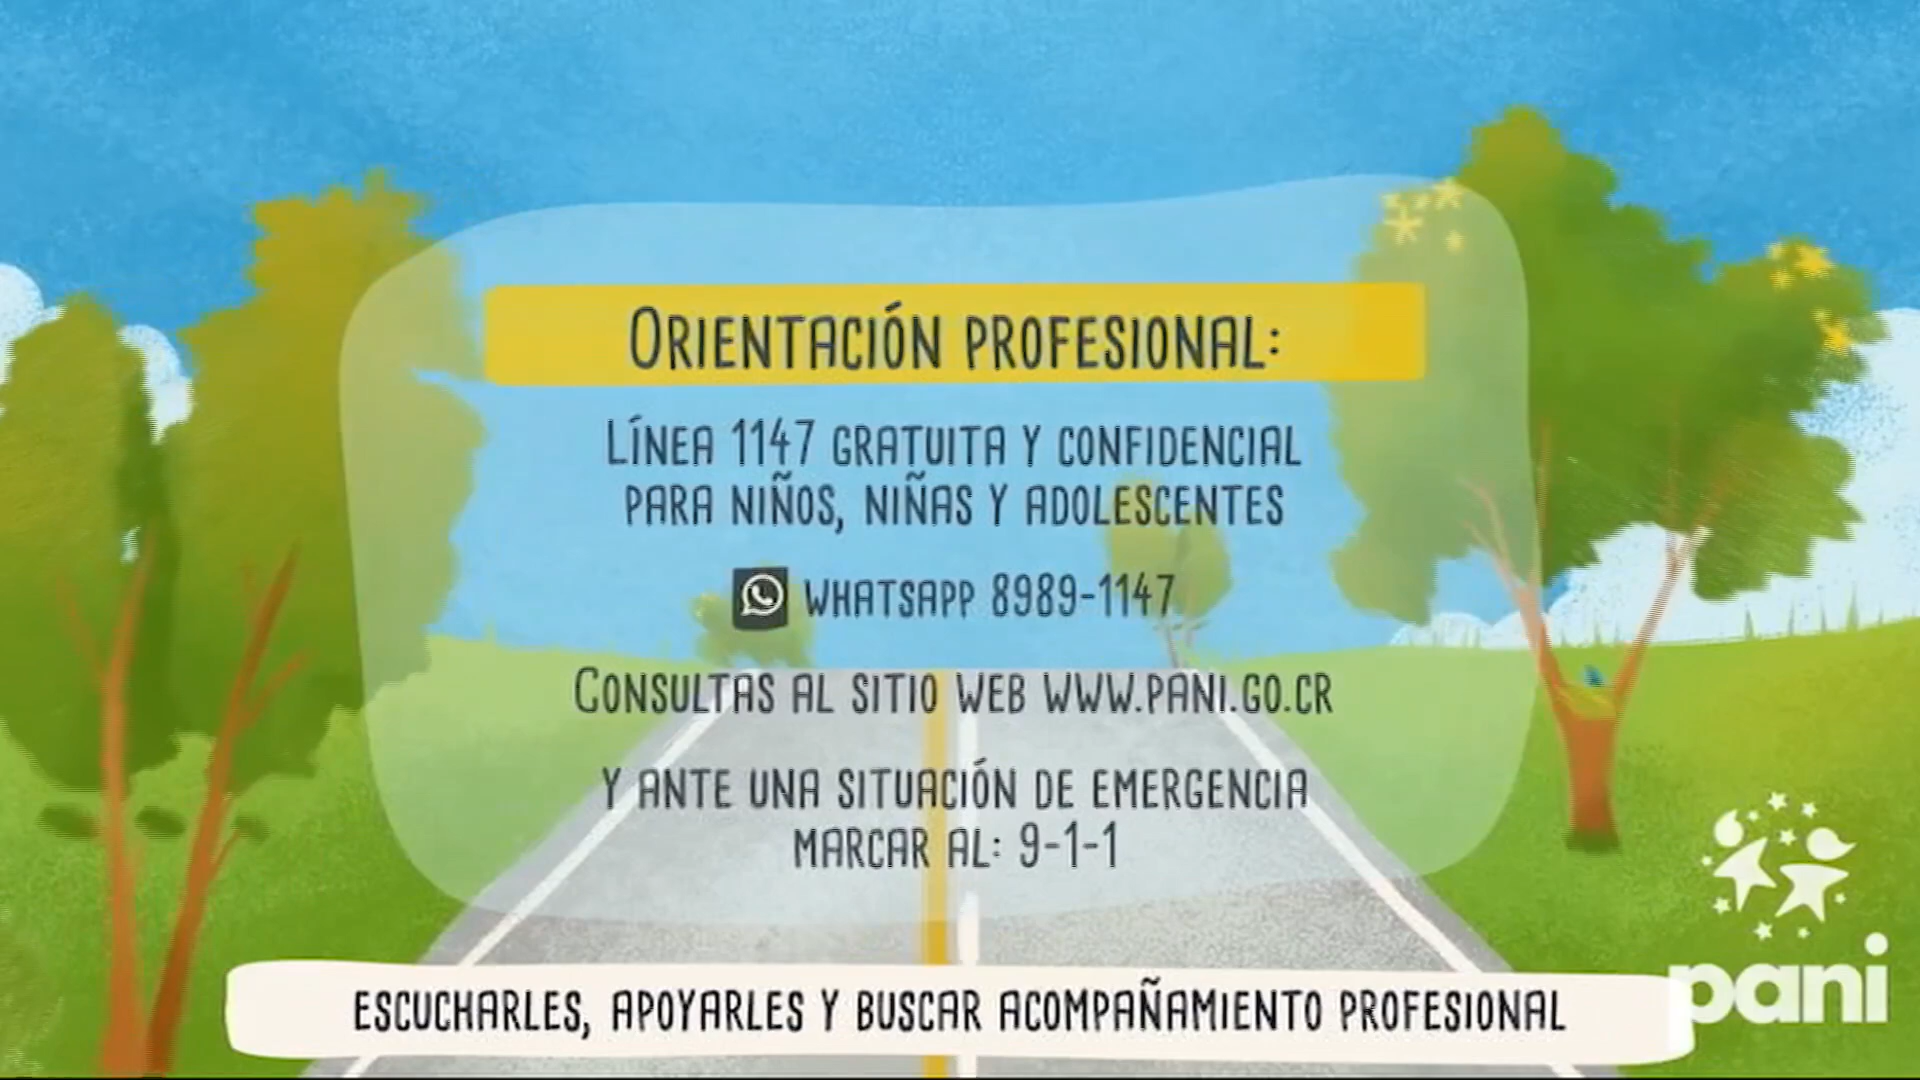 Orientación profesional:
Línea 1147 gratuita y confidencial
para niños, niñas y adolescentes
Whatsapp 8989-1147
Consultas al sitio web www.pani.go.cr
Y ante una situación de emergencia
marcar al: 9-1-1
escucharles, apoyarles y buscar acompañamiento profesional
pani